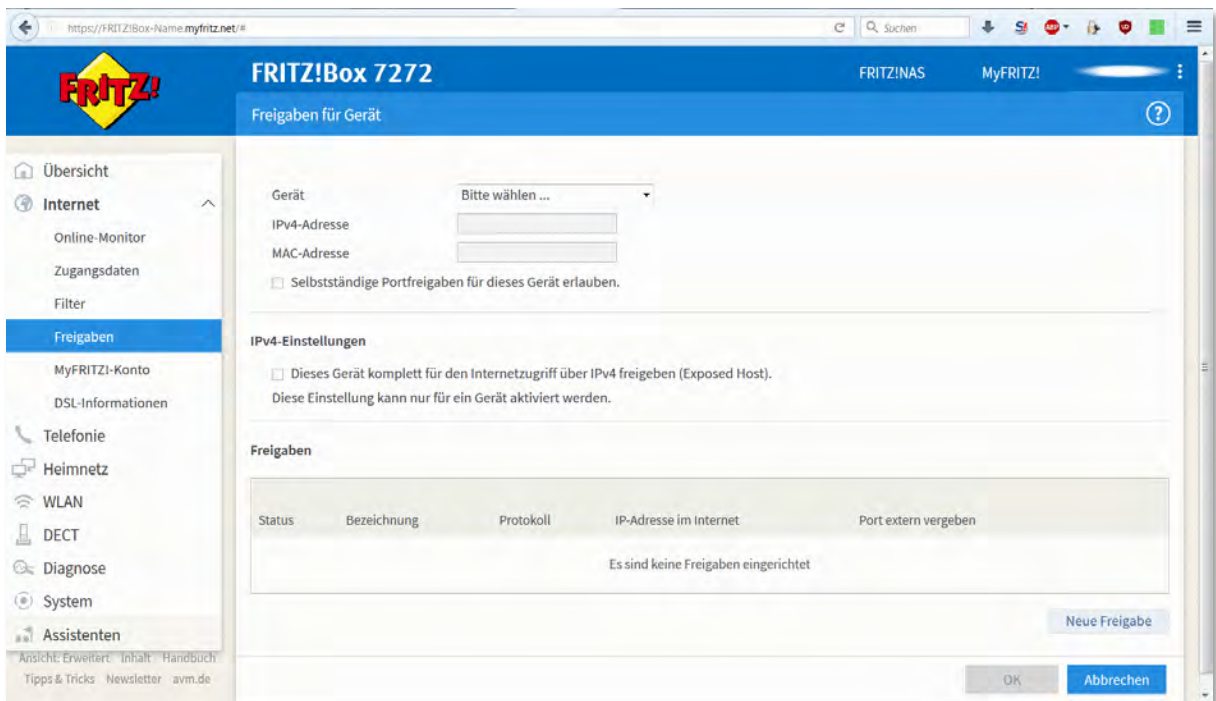 https://FRITZ!Box-Name.myfritz.net/#
Suchen
FRITZ!
FRITZ!Box 7272
FRITZ!NAS
MyFRITZ!
Freigaben für Gerät
?
Übersicht
Internet
Online-Monitor
Zugangsdaten
Filter
Freigaben
MyFRITZ!-Konto
DSL-Informationen
Telefonie
Heimnetz
WLAN
DECT
Diagnose
System
Assistenten
Ansicht: Erweitert Inhalt Handbuch
Tipps & Tricks Newsletter avm.de
Gerät Bitte wählen ...
IPv4-Adresse
MAC-Adresse
Selbstständige Portfreigaben für dieses Gerät erlauben.
IPv4-Einstellungen
Dieses Gerät komplett für den Internetzugriff über IPv4 freigeben (Exposed Host).
Diese Einstellung kann nur für ein Gerät aktiviert werden.
Freigaben
Status Bezeichnung Protokoll IP-Adresse im Internet Port extern vergeben
Es sind keine Freigaben eingerichtet
Neue Freigabe
OK Abbrechen